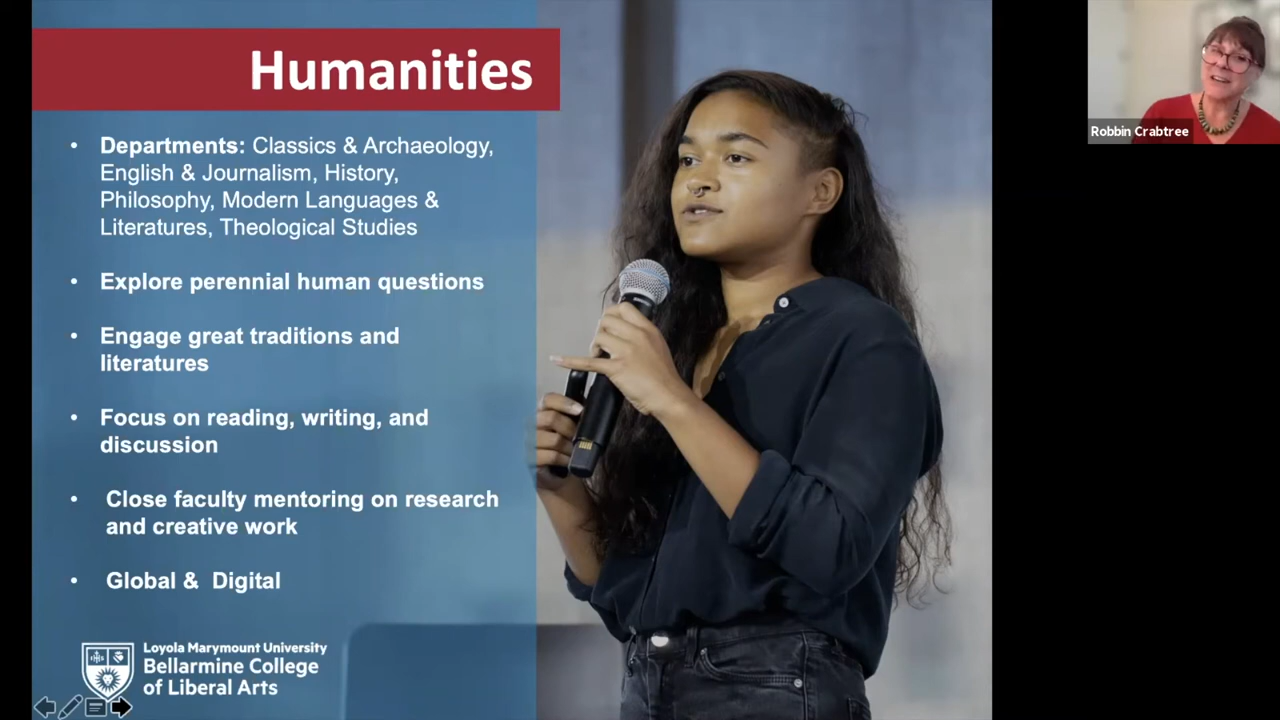 Humanities
• Departments: Classics & Archaeology,
English & Journalism, History,
Philosophy, Modern Languages &
Literatures, Theological Studies
• Explore perennial human questions
• Engage great traditions and
literatures
• Focus on reading, writing, and
discussion
• Close faculty mentoring on research
and creative work
• Global & Digital
Loyola Marymount University
Bellarmine College
of Liberal Arts
Robbin Crabtree